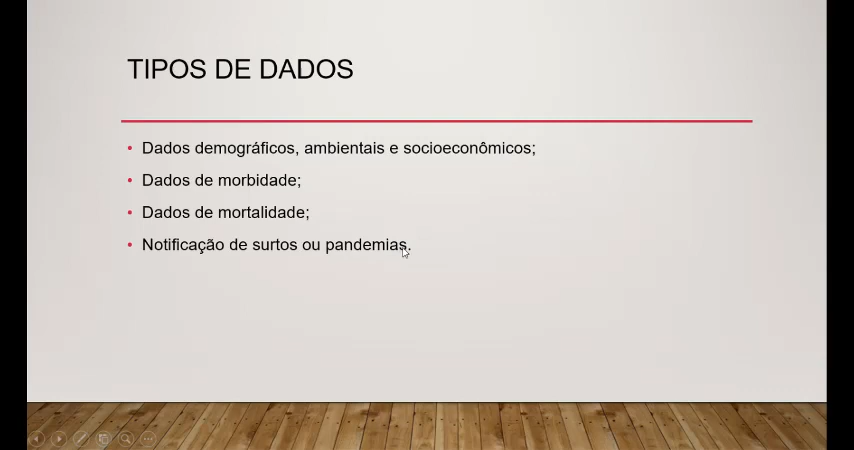 TIPOS DE DADOS
• Dados demográficos, ambientais e socioeconômicos;
• Dados de morbidade;
• Dados de mortalidade;
• Notificação de surtos ou pandemias.